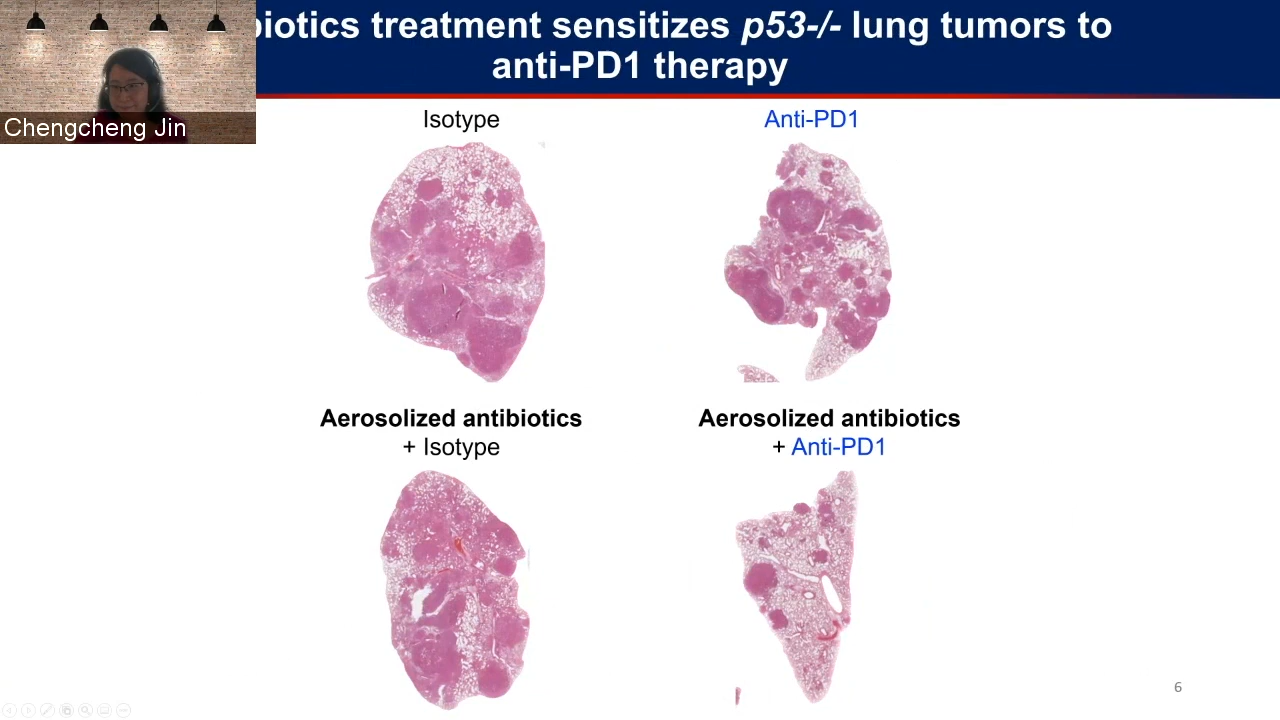 biotics treatment sensitizes p53-/- lung tumors to
anti-PD1 therapy
Chengcheng Jin
Isotype
Anti-PD1
Aerosolized antibiotics
+ Isotype
Aerosolized antibiotics
+ Anti-PD1
6